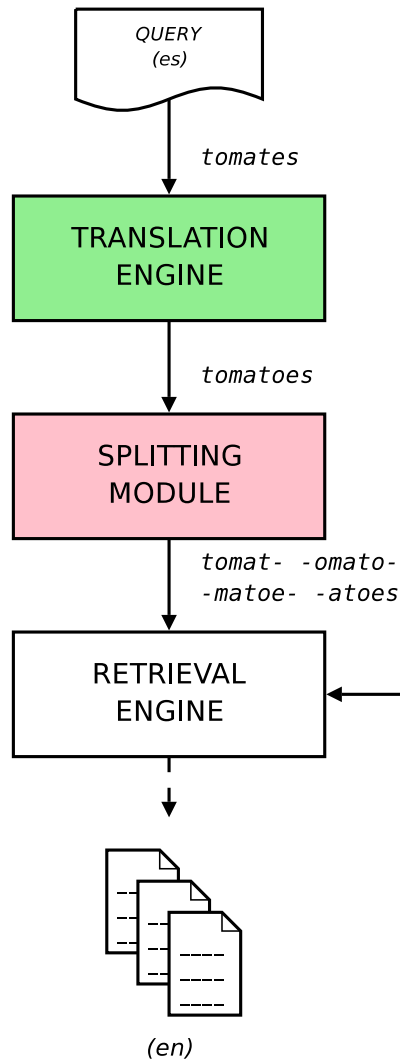 QUERY
(es)
tomates
TRANSLATION
ENGINE
tomatoes
SPLITTING
MODULE
tomat- -omato-
-matoe- -atoes
RETRIEVAL
ENGINE
(en)